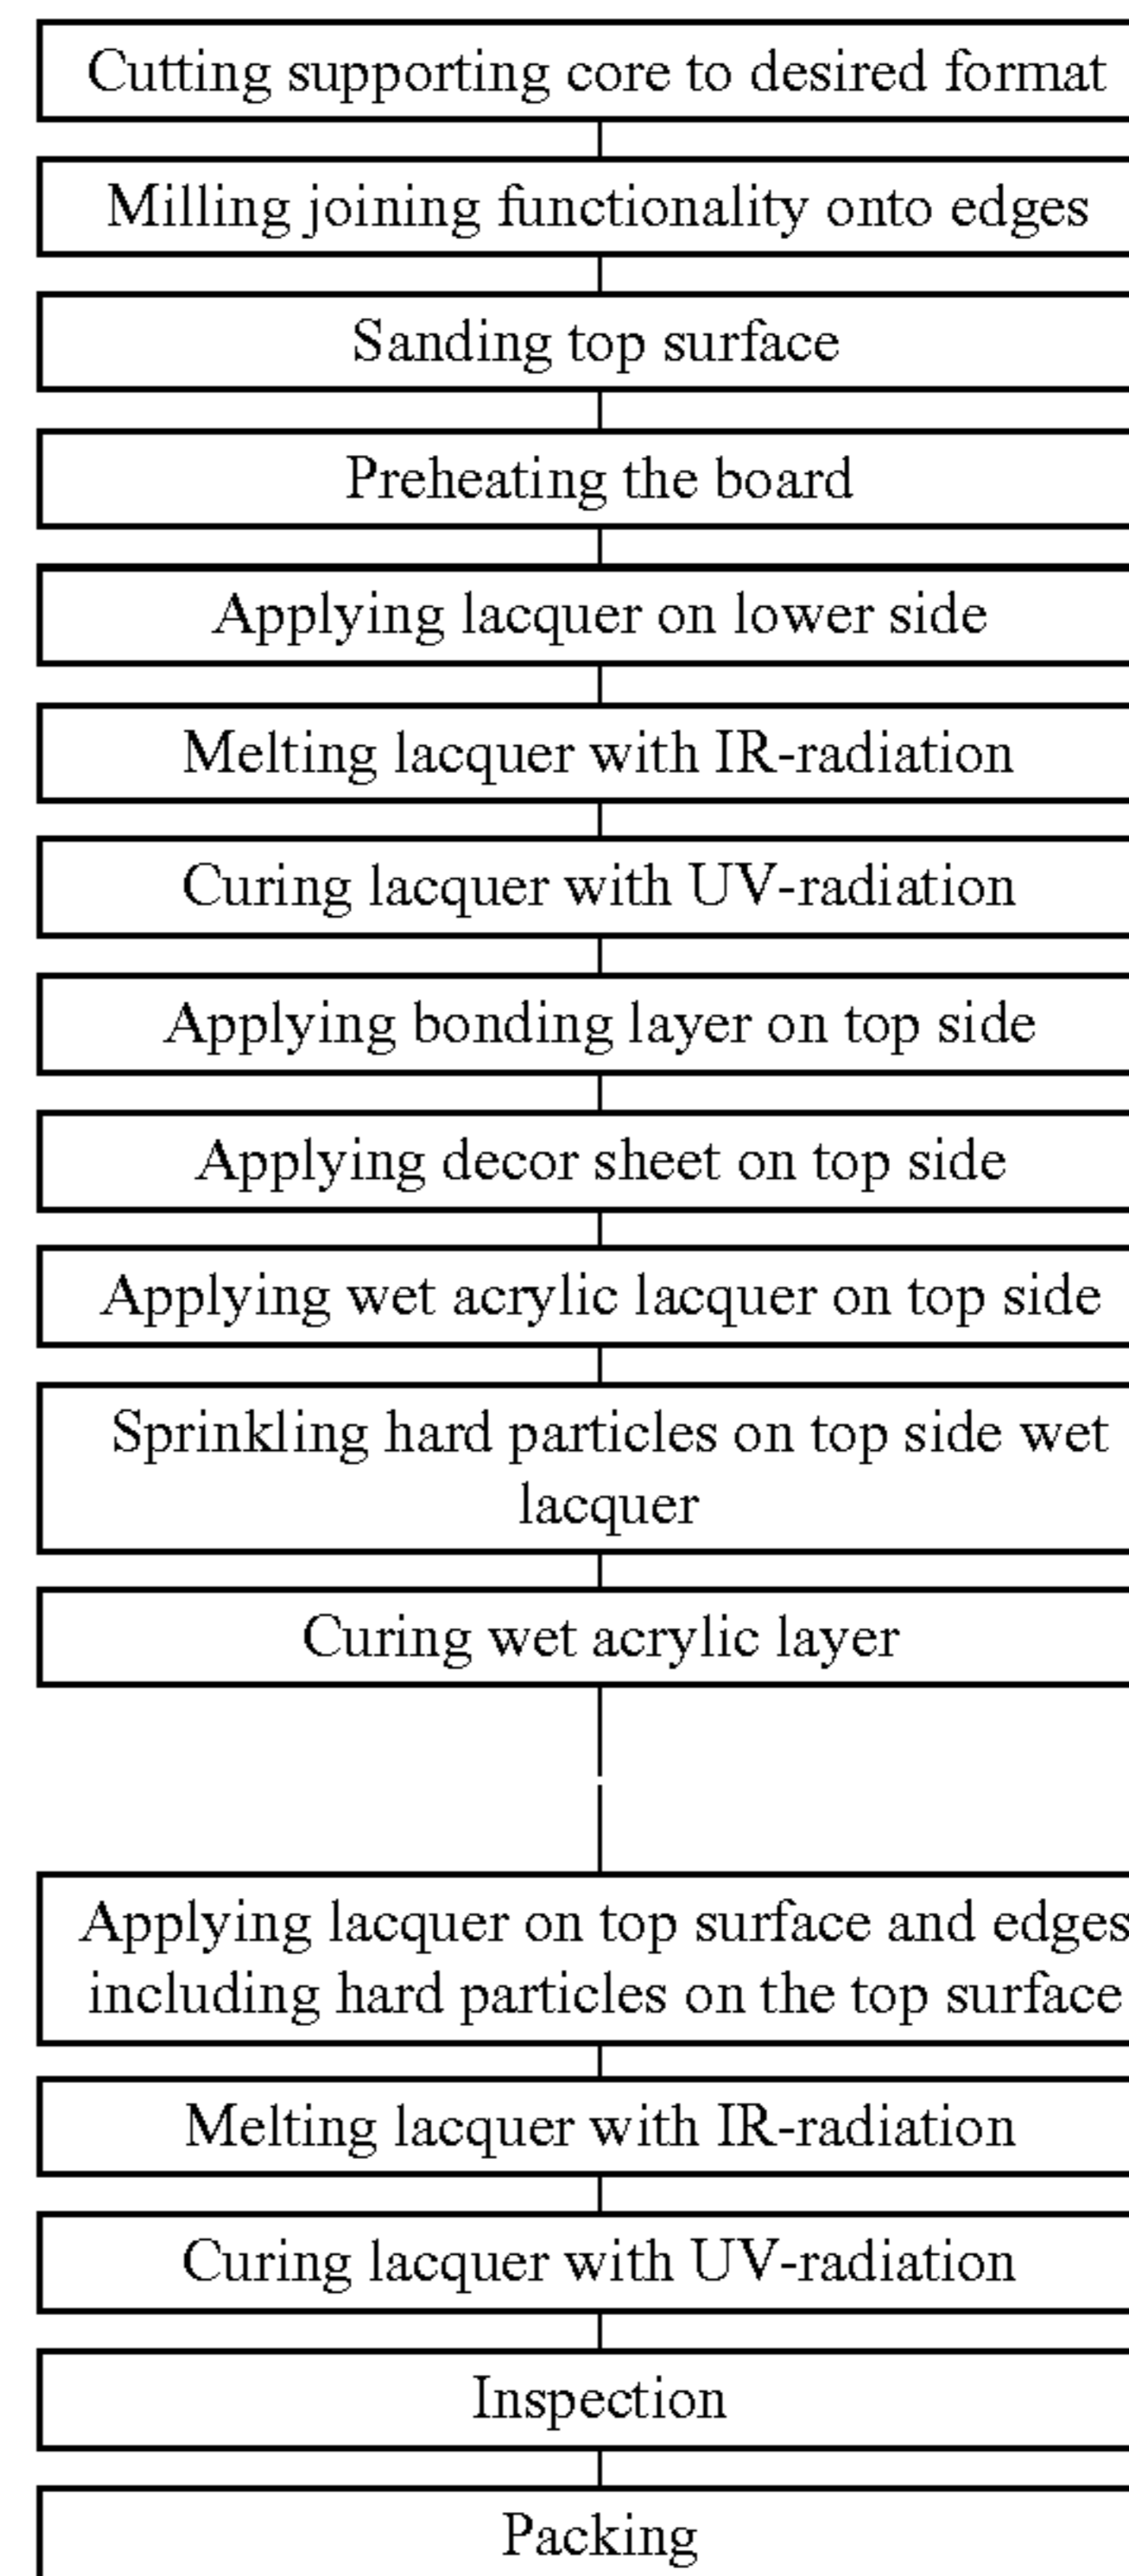 Cutting supporting core to desired format
Milling joining functionality onto edges
Sanding top surface
Preheating the board
Applying lacquer on lower side
Melting lacquer with IR-radiation
Curing lacquer with UV-radiation
Applying bonding layer on top side
Applying decor sheet on top side
Applying wet acrylic lacquer on top side
Sprinkling hard particles on top side wet
lacquer
Curing wet acrylic layer
Applying lacquer on top surface and edges
including hard particles on the top surface
Melting lacquer with IR-radiation
Curing lacquer with UV-radiation
Inspection
Packing